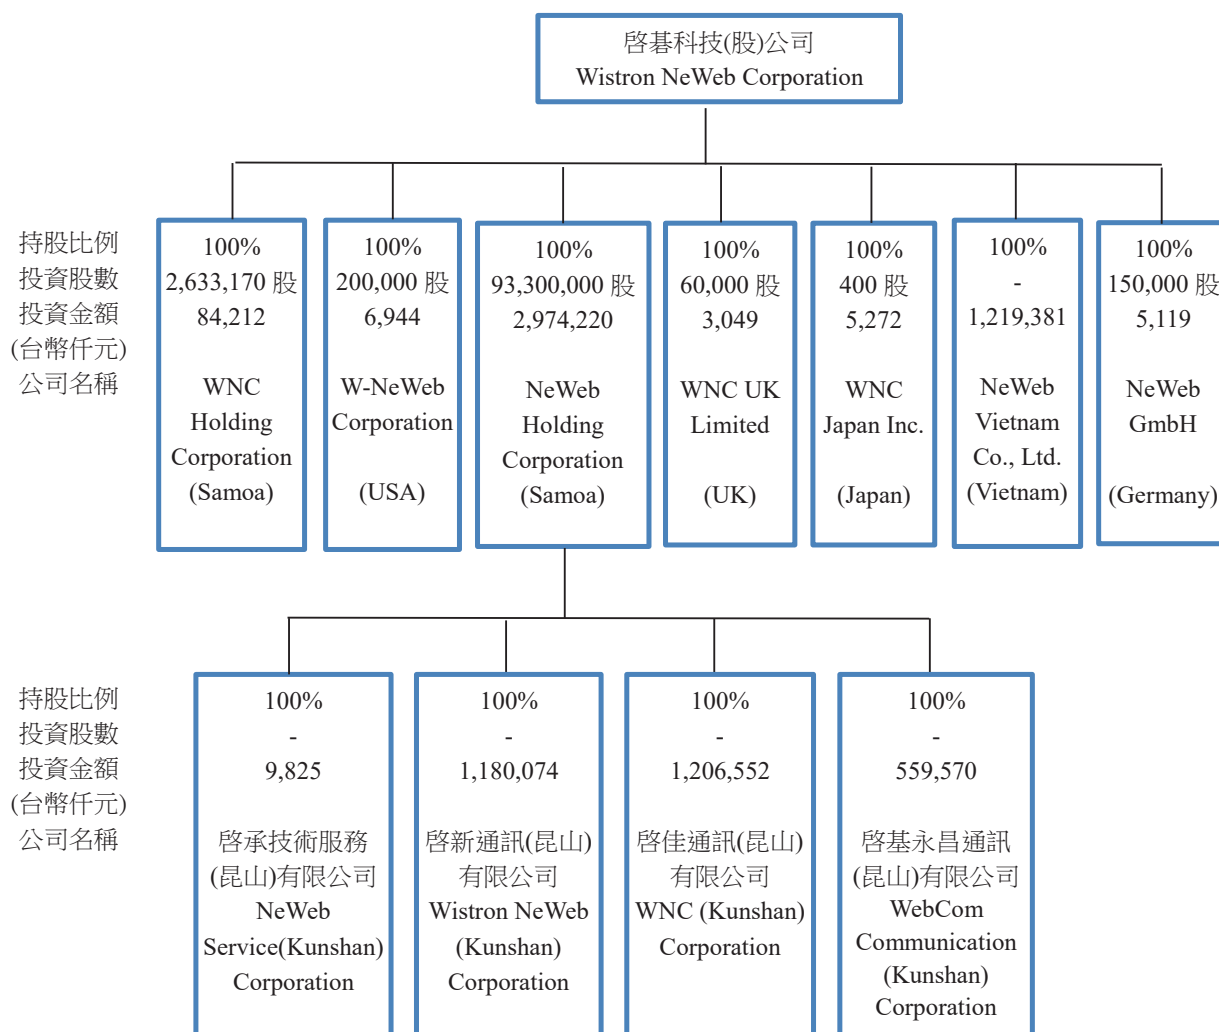 啓碁科技(股)公司
Wistron NeWeb Corporation
持股比例
投資股數
投資金額
(台幣仟元)
公司名稱
100%
2,633,170 股
84,212
WNC
Holding
Corporation
(Samoa)
100%
200,000 股
6,944
W-NeWeb
Corporation
(USA)
100%
93,300,000 股
2,974,220
NeWeb
Holding
Corporation
(Samoa)
100%
60,000 股
3,049
WNC UK
Limited
(UK)
100%
400 股
5,272
WNC
Japan Inc.
(Japan)
100%
-
1,219,381
NeWeb
Vietnam
Co., Ltd.
(Vietnam)
100%
150,000 股
5,119
NeWeb
GmbH
(Germany)
持股比例
投資股數
投資金額
(台幣仟元)
公司名稱
100%
-
9,825
啓承技術服務
(昆山)有限公司
NeWeb
Service(Kunshan)
Corporation
100%
-
1,180,074
啓新通訊(昆山)
有限公司
Wistron NeWeb
(Kunshan)
Corporation
100%
-
1,206,552
啓佳通訊(昆山)
有限公司
WNC (Kunshan)
Corporation
100%
-
559,570
啓基永昌通訊
(昆山)有限公司
WebCom
Communication
(Kunshan)
Corporation